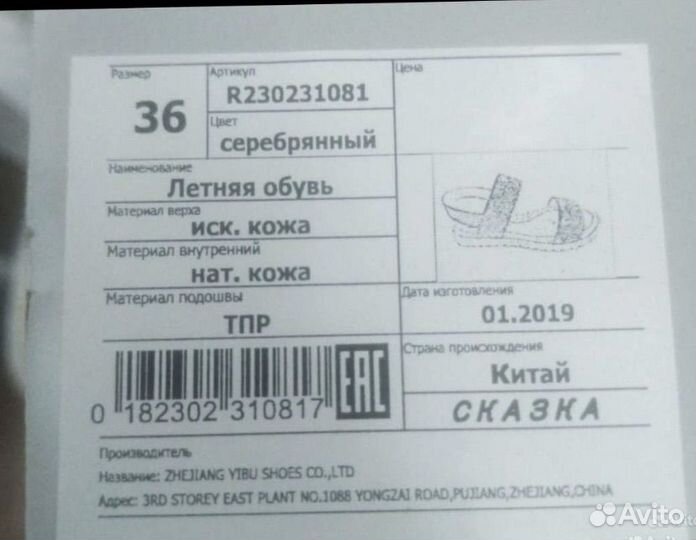 Размер
36
Артикул
R230231081
Цвет
серебрянный
Цена
Наименование
Летняя обувь
Материал верха
иск. кожа
Материал внутренний
нат. кожа
Материал подошвы
ТПР
Дата изготовления
01.2019
Страна происхождения
Китай
СКАЗКА
0 182302 310817
EAC
Производитель
Название: ZHEJIANG YIBU SHOES CO.,LTD
Адрес: 3RD STOREY EAST PLANT NO.1088 YONGZAI ROAD,PUJIANG,ZHEJIANG,CHINA
Avito
Avito